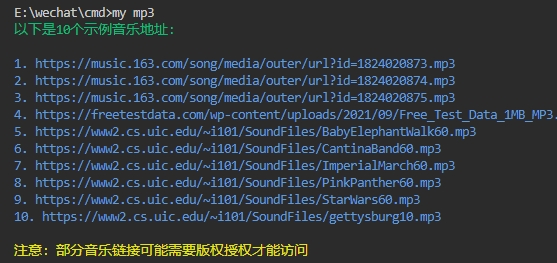 E:\wechat\cmd>my mp3
以下是10个示例音乐地址:
1. https://music.163.com/song/media/outer/url?id=1824020873.mp3
2. https://music.163.com/song/media/outer/url?id=1824020874.mp3
3. https://music.163.com/song/media/outer/url?id=1824020875.mp3
4. https://freetestdata.com/wp-content/uploads/2021/09/Free_Test_Data_1MB_MP3.
5. https://www2.cs.uic.edu/~i101/SoundFiles/BabyElephantWalk60.mp3
6. https://www2.cs.uic.edu/~i101/SoundFiles/CantinaBand60.mp3
7. https://www2.cs.uic.edu/~i101/SoundFiles/ImperialMarch60.mp3
8. https://www2.cs.uic.edu/~i101/SoundFiles/PinkPanther60.mp3
9. https://www2.cs.uic.edu/~i101/SoundFiles/StarWars60.mp3
10. https://www2.cs.uic.edu/~i101/SoundFiles/gettysburg10.mp3
注意: 部分音乐链接可能需要版权授权才能访问